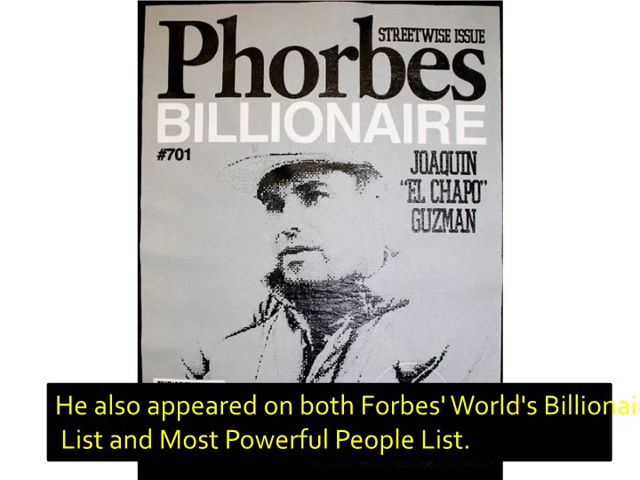 STREETWISE ISSUE
Phorbes
BILLIONAIRE
#701
JOAQUIN
"EL CHAPO"
GUZMAN
He also appeared on both Forbes' World's Billionai
List and Most Powerful People List.